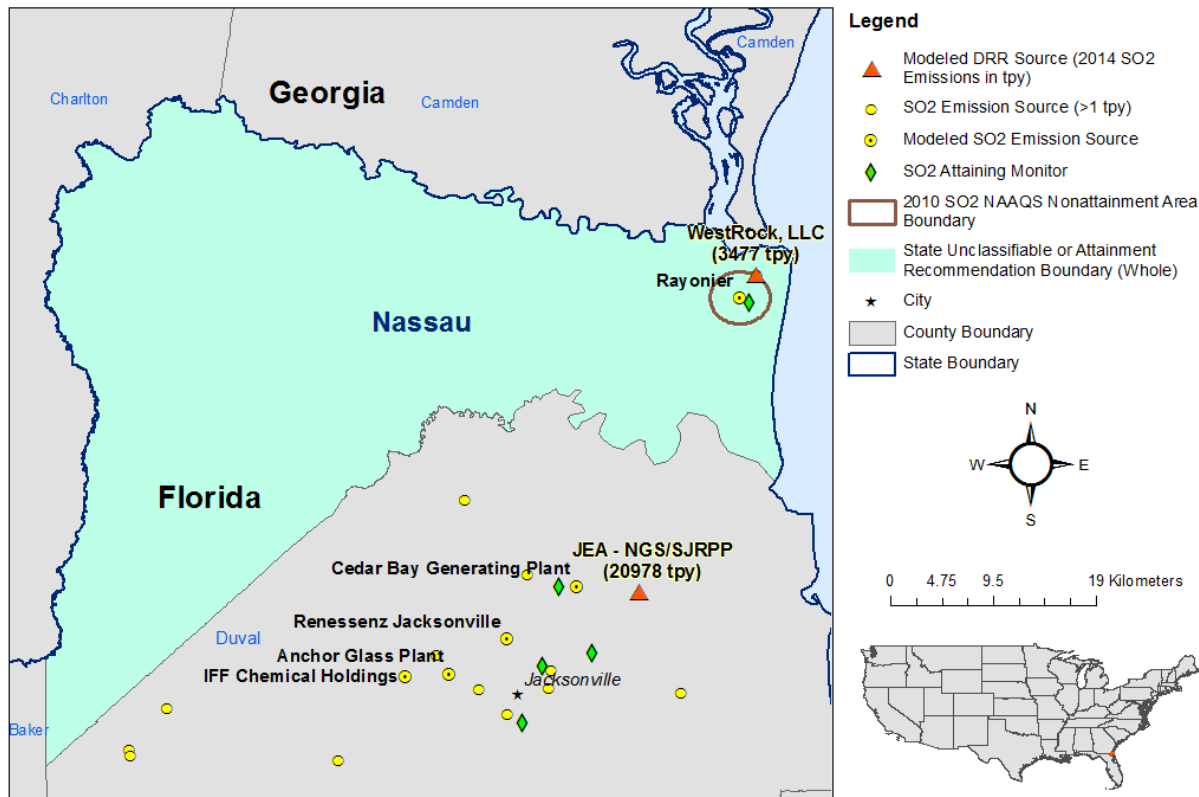 Camden
Georgia
Charlton
Camden
WestRock, LLC
(3477 tpy)
Rayonier
Nassau
Florida
JEA - NGS/SJRPP
(20978 tpy)
Cedar Bay Generating Plant
Renessenz Jacksonville
Duval
Anchor Glass Plant
IFF Chemical Holdings
Jacksonville
Baker
Legend
Modeled DRR Source (2014 SO2
Emissions in tpy)
SO2 Emission Source (>1 tpy)
Modeled SO2 Emission Source
SO2 Attaining Monitor
2010 SO2 NAAQS Nonattainment Area
Boundary
State Unclassifiable or Attainment
Recommendation Boundary (Whole)
City
County Boundary
State Boundary
N
W E
S
0 4.75 9.5 19 Kilometers